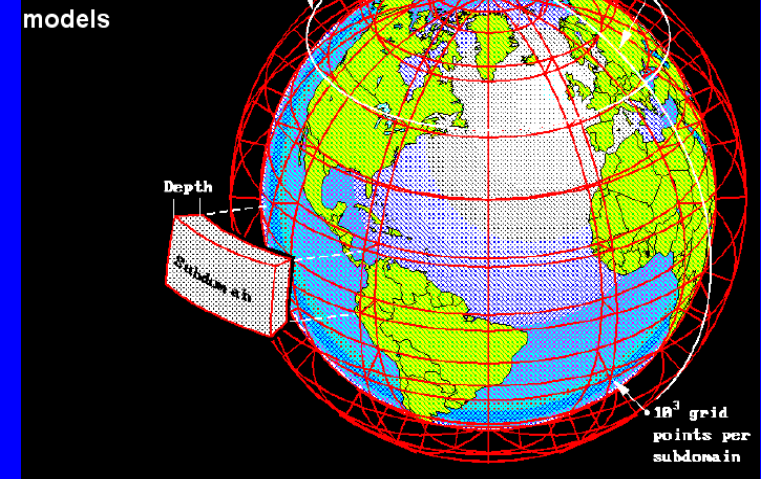 models
Depth
Subdomain
10³ grid
points per
subdomain